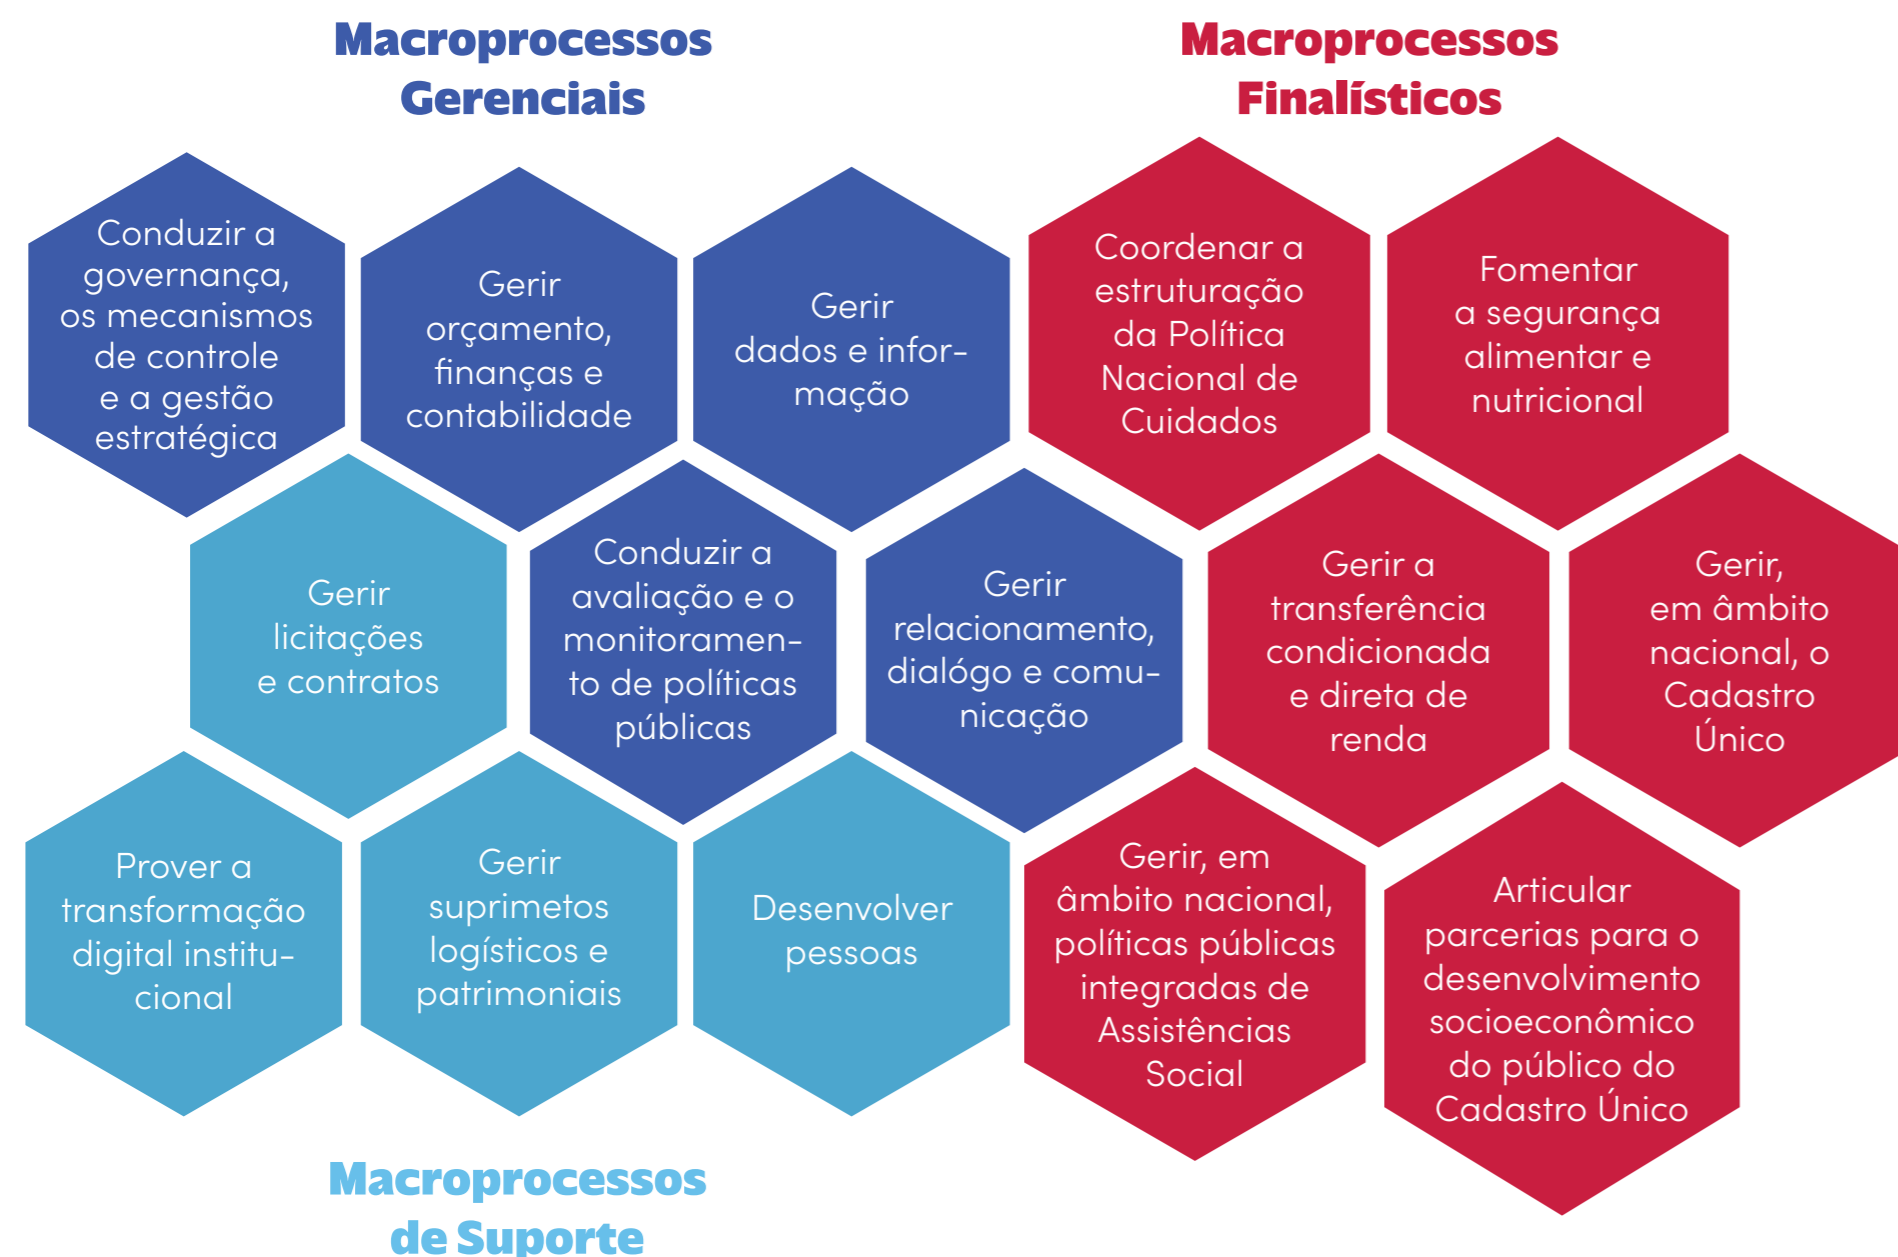 Macroprocessos
Gerenciais
Macroprocessos
Finalísticos
Conduzir a
governança,
os mecanismos
de controle
e a gestão
estratégica
Gerir
orçamento,
finanças e
contabilidade
Gerir
dados e infor-
mação
Coordenar a
estruturação
da Política
Nacional de
Cuidados
Fomentar
a segurança
alimentar e
nutricional
Gerir
licitações
e contratos
Conduzir a
avaliação e o
monitoramen-
to de políticas
públicas
Gerir
relacionamento,
dialógo e comu-
nicação
Gerir a
transferência
condicionada
e direta de
renda
Gerir,
em âmbito
nacional, o
Cadastro
Único
Prover a
transformação
digital institu-
cional
Gerir
suprimetos
logísticos e
patrimoniais
Desenvolver
pessoas
Gerir, em
âmbito nacional,
políticas públicas
integradas de
Assistências
Social
Articular
parcerias para o
desenvolvimento
socioeconômico
do público do
Cadastro Único
Macroprocessos
de Suporte